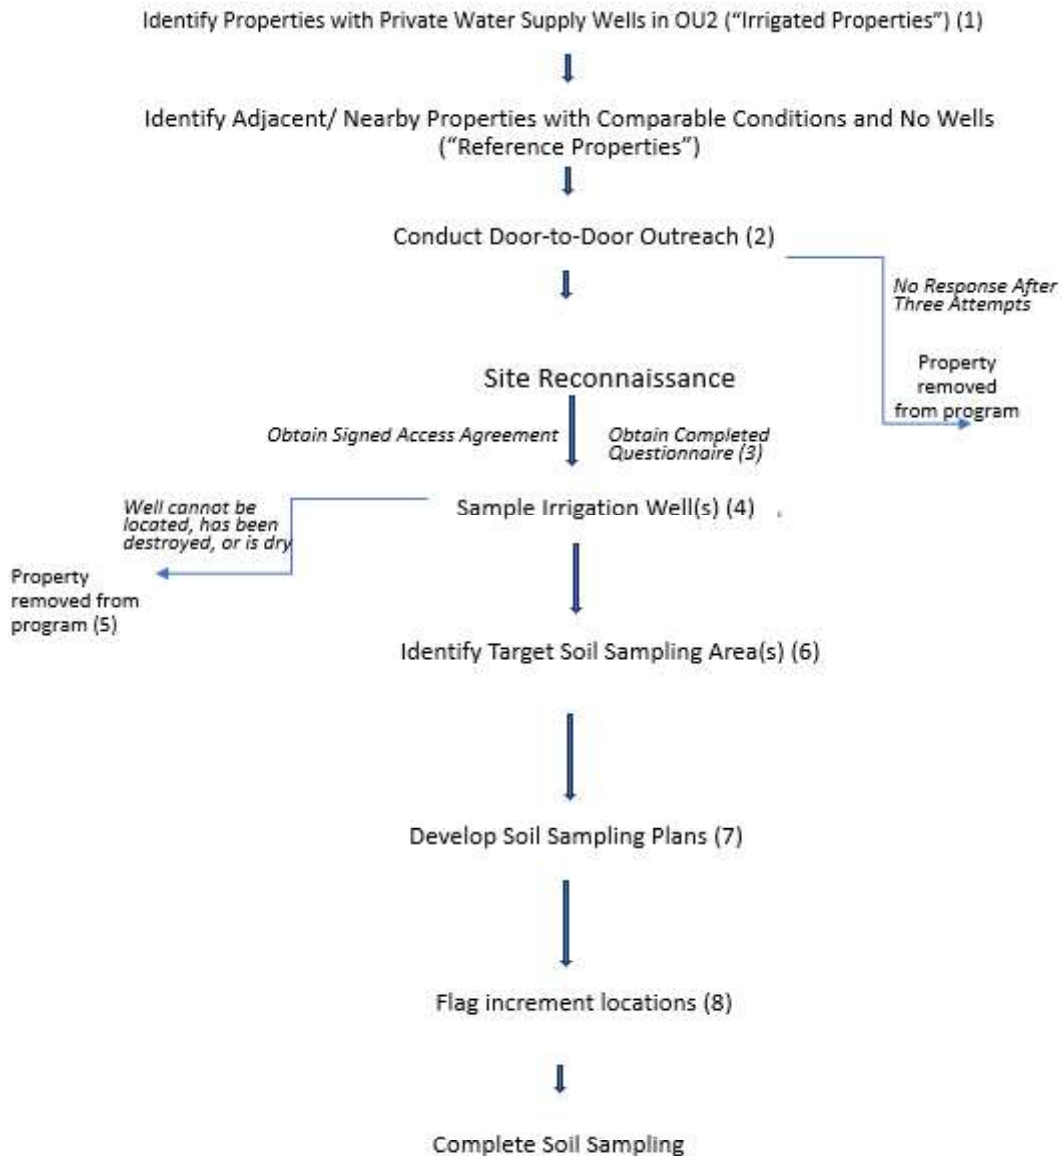 Identify Properties with Private Water Supply Wells in OU2 (“Irrigated Properties”) (1)
Identify Adjacent/ Nearby Properties with Comparable Conditions and No Wells
(“Reference Properties”)
Conduct Door-to-Door Outreach (2)
No Response After
Three Attempts
Property
removed
from program
Site Reconnaissance
Obtain Signed Access Agreement
Obtain Completed
Questionnaire (3)
Sample Irrigation Well(s) (4)
Well cannot be
located, has been
destroyed, or is dry
Property
removed from
program (5)
Identify Target Soil Sampling Area(s) (6)
Develop Soil Sampling Plans (7)
Flag increment locations (8)
Complete Soil Sampling